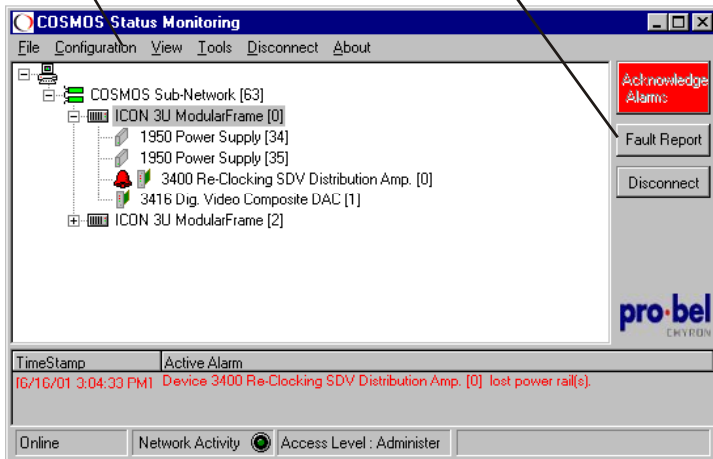 COSMOS Status Monitoring
File Configuration View Tools Disconnect About
COSMOS Sub-Network [63]
ICON 3U ModularFrame [0]
1950 Power Supply [34]
1950 Power Supply [35]
3400 Re-Clocking SDV Distribution Amp. [0]
3416 Dig. Video Composite DAC [1]
ICON 3U ModularFrame [2]
Acknowledge
Alarms
Fault Report
Disconnect
pro·bel
CHYRON
TimeStamp Active Alarm
[6/16/01 3:04:33 PM] Device 3400 Re-Clocking SDV Distribution Amp. [0] lost power rail(s).
Online Network Activity Access Level : Administer